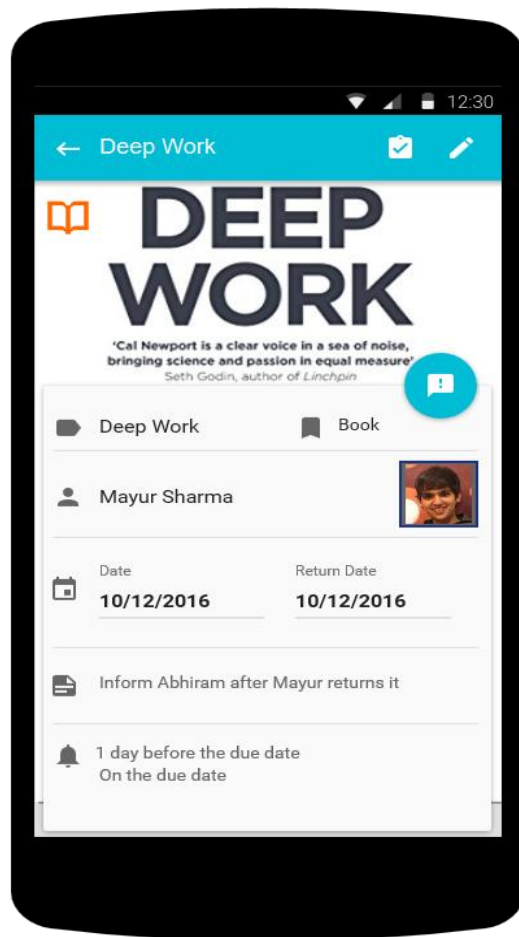 12:30
Deep Work
DEEP
WORK
'Cal Newport is a clear voice in a sea of noise,
bringing science and passion in equal measure'
Seth Godin, author of Linchpin
Deep Work Book
Mayur Sharma
Date Return Date
10/12/2016 10/12/2016
Inform Abhiram after Mayur returns it
1 day before the due date
On the due date